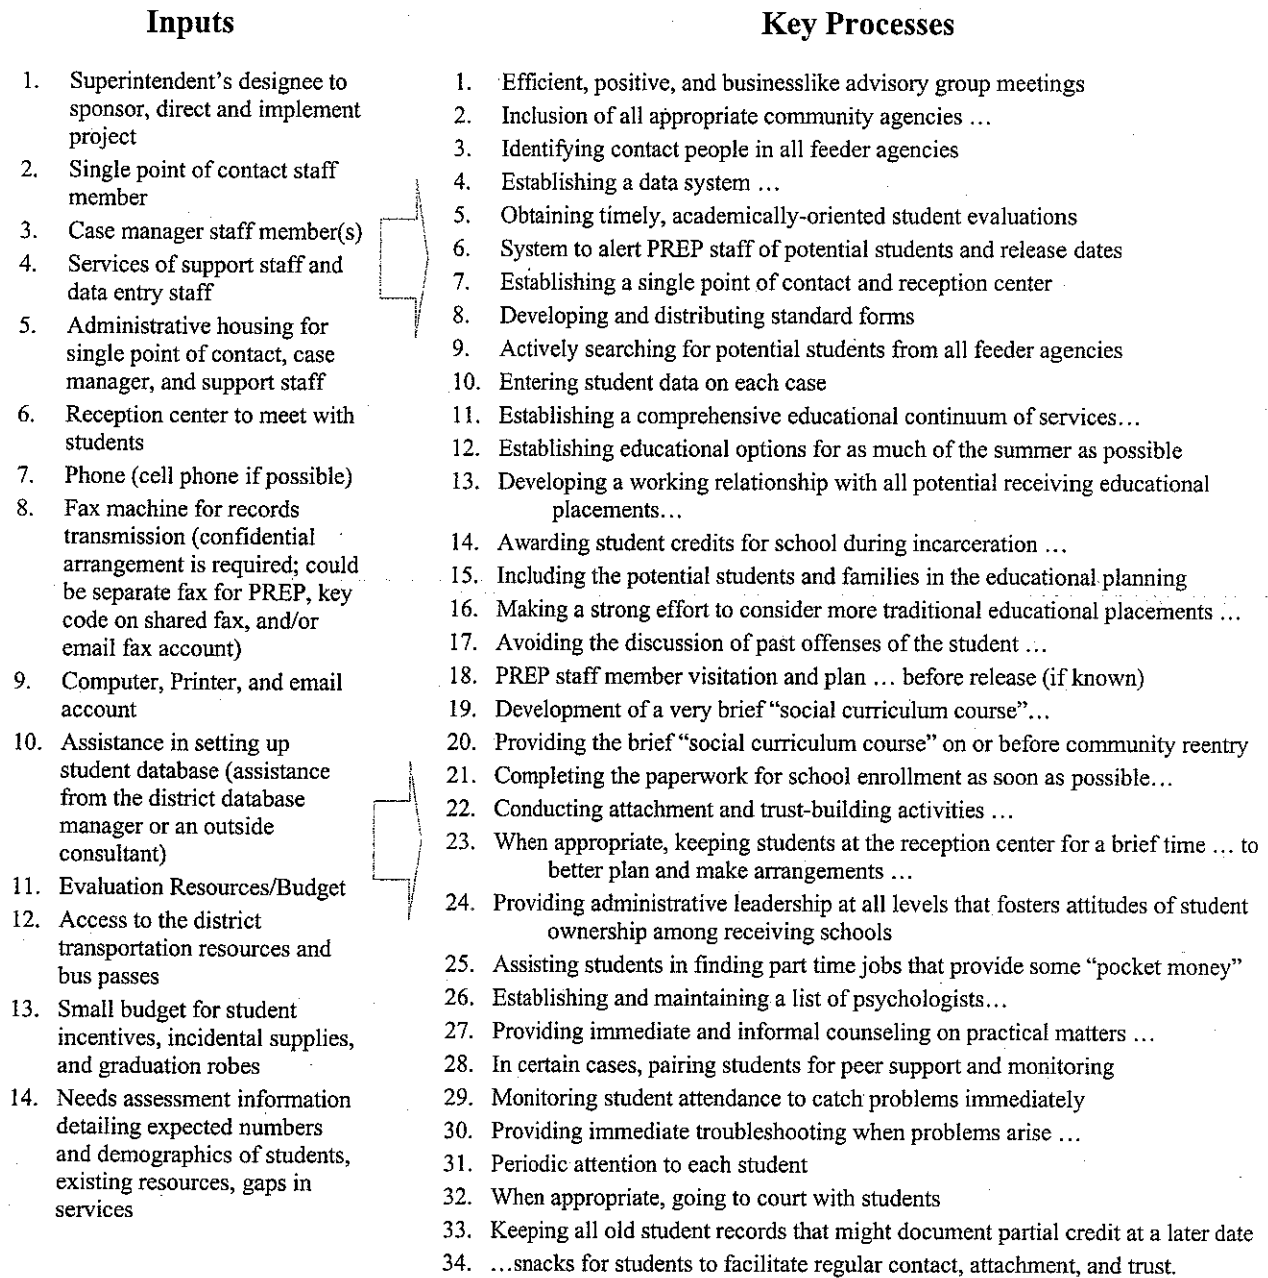 Inputs
1. Superintendent's designee to
sponsor, direct and implement
project
2. Single point of contact staff
member
3. Case manager staff member(s)
4. Services of support staff and
data entry staff
5. Administrative housing for
single point of contact, case
manager, and support staff
6. Reception center to meet with
students
7. Phone (cell phone if possible)
8. Fax machine for records
transmission (confidential
arrangement is required; could
be separate fax for PREP, key
code on shared fax, and/or
email fax account)
9. Computer, Printer, and email
account
10. Assistance in setting up
student database (assistance
from the district database
manager or an outside
consultant)
11. Evaluation Resources/Budget
12. Access to the district
transportation resources and
bus passes
13. Small budget for student
incentives, incidental supplies,
and graduation robes
14. Needs assessment information
detailing expected numbers
and demographics of students,
existing resources, gaps in
services
Key Processes
1. Efficient, positive, and businesslike advisory group meetings
2. Inclusion of all appropriate community agencies …
3. Identifying contact people in all feeder agencies
4. Establishing a data system …
5. Obtaining timely, academically-oriented student evaluations
6. System to alert PREP staff of potential students and release dates
7. Establishing a single point of contact and reception center
8. Developing and distributing standard forms
9. Actively searching for potential students from all feeder agencies
10. Entering student data on each case
11. Establishing a comprehensive educational continuum of services…
12. Establishing educational options for as much of the summer as possible
13. Developing a working relationship with all potential receiving educational
placements…
14. Awarding student credits for school during incarceration …
15. Including the potential students and families in the educational planning
16. Making a strong effort to consider more traditional educational placements …
17. Avoiding the discussion of past offenses of the student …
18. PREP staff member visitation and plan … before release (if known)
19. Development of a very brief “social curriculum course”…
20. Providing the brief “social curriculum course” on or before community reentry
21. Completing the paperwork for school enrollment as soon as possible…
22. Conducting attachment and trust-building activities …
23. When appropriate, keeping students at the reception center for a brief time … to
better plan and make arrangements …
24. Providing administrative leadership at all levels that fosters attitudes of student
ownership among receiving schools
25. Assisting students in finding part time jobs that provide some “pocket money”
26. Establishing and maintaining a list of psychologists…
27. Providing immediate and informal counseling on practical matters …
28. In certain cases, pairing students for peer support and monitoring
29. Monitoring student attendance to catch problems immediately
30. Providing immediate troubleshooting when problems arise …
31. Periodic attention to each student
32. When appropriate, going to court with students
33. Keeping all old student records that might document partial credit at a later date
34. …snacks for students to facilitate regular contact, attachment, and trust.